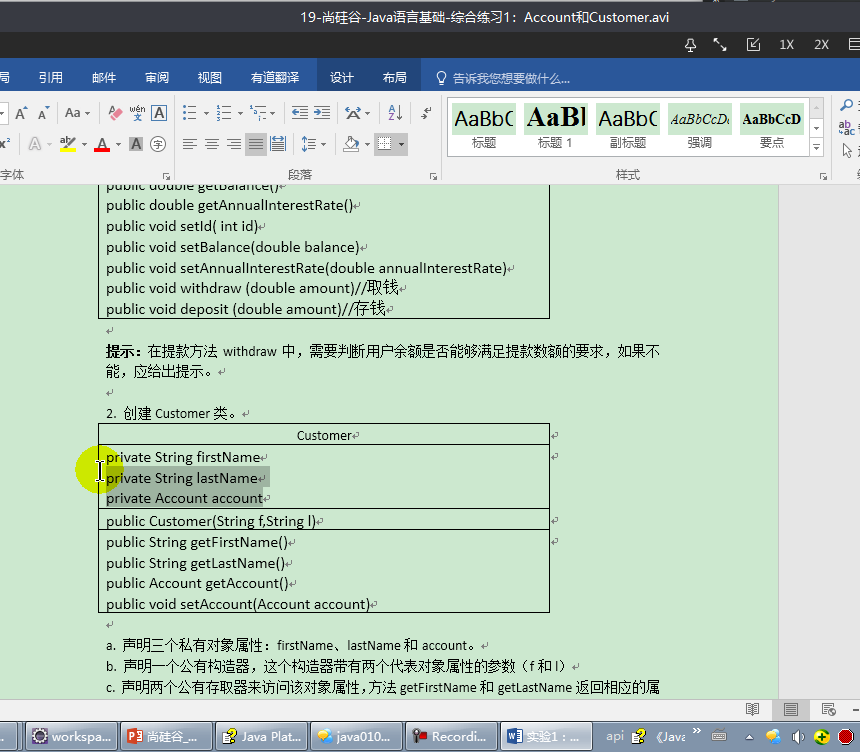 19-尚硅谷-Java语言基础-综合练习1：Account和Customer.avi
1X 2X
局 引用 邮件 审阅 视图 有道翻译 设计 布局 告诉我您想要做什么...
AaBbC AaBl AaBbC AaBbCcDc AaBbCcD
标题 标题 1 副标题 强调 要点
字体 段落 样式
public double getBalance()
public double getAnnualInterestRate()
public void setId( int id)
public void setBalance(double balance)
public void setAnnualInterestRate(double annualInterestRate)
public void withdraw (double amount)//取钱
public void deposit (double amount)//存钱
提示：在提款方法 withdraw 中，需要判断用户余额是否能够满足提款数额的要求，如果不
能，应给出提示。
2. 创建 Customer 类。
Customer
private String firstName
private String lastName
private Account account
public Customer(String f,String l)
public String getFirstName()
public String getLastName()
public Account getAccount()
public void setAccount(Account account)
a. 声明三个私有对象属性：firstName、lastName 和 account。
b. 声明一个公有构造器，这个构造器带有两个代表对象属性的参数（f 和 l）
c. 声明两个公有存取器来访问该对象属性，方法 getFirstName 和 getLastName 返回相应的属
workspa... 尚硅谷_... Java Plat... java010... Recordi... 实验1：... api 《Java